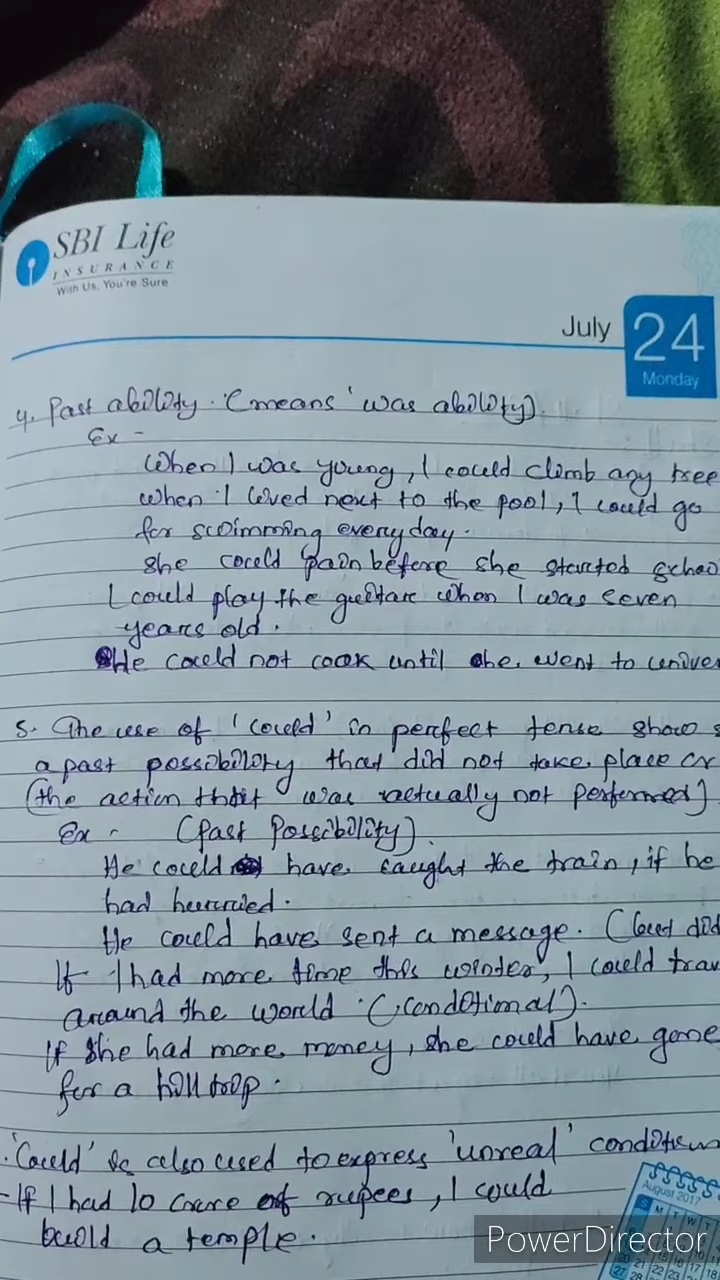 SBI Life
INSURANCE
With Us, You're Sure
July 24
Monday
4. Past ability. (means 'was ability).
Ex -
When I was young, I could climb any tree
when I lived next to the pool, I could go
for swimming everyday.
She could pain before she started schoo
I could play the guitare when I was seven
years old.
He could not cook until she went to univer
5. The use of 'could' in perfect tense shows
a past possibility that did not take place or
(the action that was actually not performed)
Ex - (Past Possibility).
He could have caught the train, if he
had hurried.
He could have sent a message. (but did
If I had more time this winter, I could trav
around the world. (conditional).
If she had more money, she could have gone
for a hill trip.
'Could' is also used to express 'unreal' condition
- If I had 10 crore of rupees, I could
build a temple.
August 2017
S M T W T
PowerDirector